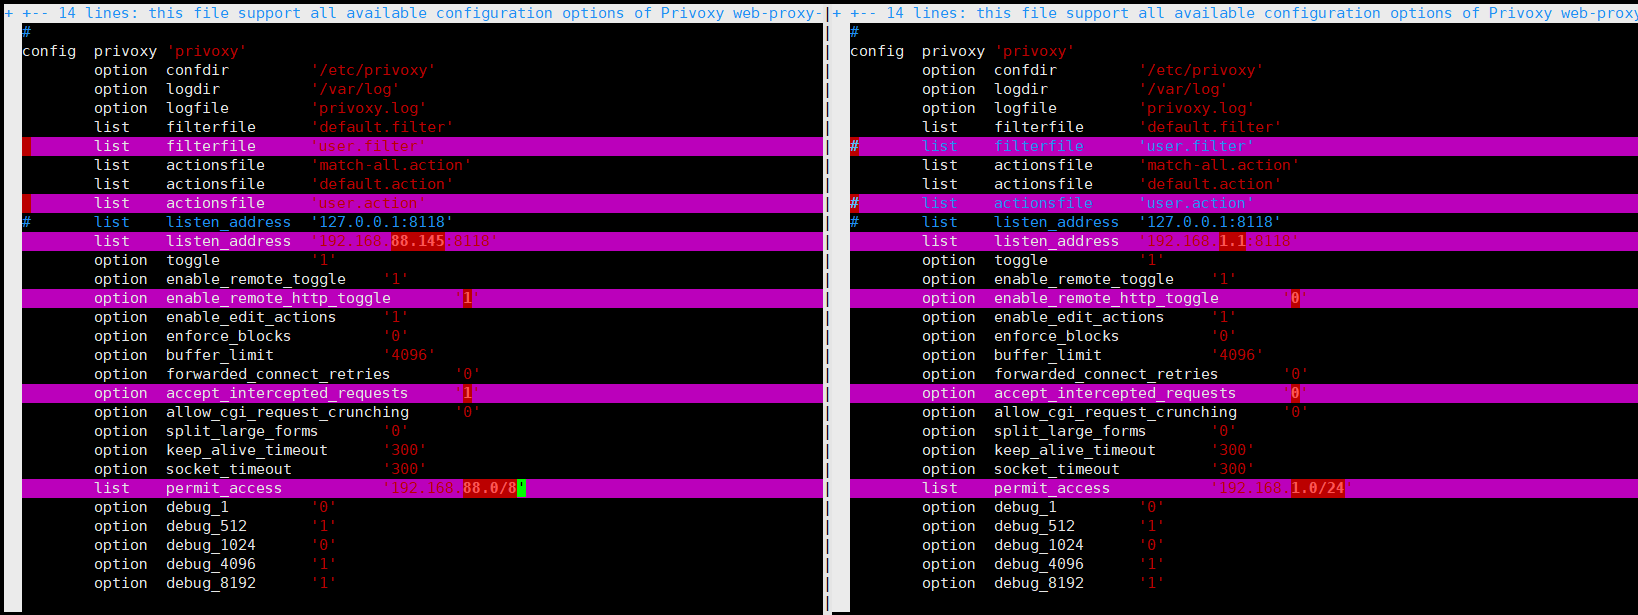 + +-- 14 lines: this file support all available configuration options of Privoxy web-proxy-
#
config  privoxy 'privoxy'
        option  confdir         '/etc/privoxy'
        option  logdir          '/var/log'
        option  logfile         'privoxy.log'
        list    filterfile      'default.filter'
        list    filterfile      'user.filter'
        list    actionsfile     'match-all.action'
        list    actionsfile     'default.action'
        list    actionsfile     'user.action'
#       list    listen_address  '127.0.0.1:8118'
        list    listen_address  '192.168.88.145:8118'
        option  toggle          '1'
        option  enable_remote_toggle    '1'
        option  enable_remote_http_toggle       '1'
        option  enable_edit_actions     '1'
        option  enforce_blocks          '0'
        option  buffer_limit            '4096'
        option  forwarded_connect_retries       '0'
        option  accept_intercepted_requests     '1'
        option  allow_cgi_request_crunching     '0'
        option  split_large_forms       '0'
        option  keep_alive_timeout      '300'
        option  socket_timeout          '300'
        list    permit_access           '192.168.88.0/8'
        option  debug_1         '0'
        option  debug_512       '1'
        option  debug_1024      '0'
        option  debug_4096      '1'
        option  debug_8192      '1'
+ +-- 14 lines: this file support all available configuration options of Privoxy web-proxy
#
config  privoxy 'privoxy'
        option  confdir         '/etc/privoxy'
        option  logdir          '/var/log'
        option  logfile         'privoxy.log'
        list    filterfile      'default.filter'
#       list    filterfile      'user.filter'
        list    actionsfile     'match-all.action'
        list    actionsfile     'default.action'
#       list    actionsfile     'user.action'
#       list    listen_address  '127.0.0.1:8118'
        list    listen_address  '192.168.1.1:8118'
        option  toggle          '1'
        option  enable_remote_toggle    '1'
        option  enable_remote_http_toggle       '0'
        option  enable_edit_actions     '1'
        option  enforce_blocks          '0'
        option  buffer_limit            '4096'
        option  forwarded_connect_retries       '0'
        option  accept_intercepted_requests     '0'
        option  allow_cgi_request_crunching     '0'
        option  split_large_forms       '0'
        option  keep_alive_timeout      '300'
        option  socket_timeout          '300'
        list    permit_access           '192.168.1.0/24'
        option  debug_1         '0'
        option  debug_512       '1'
        option  debug_1024      '0'
        option  debug_4096      '1'
        option  debug_8192      '1'